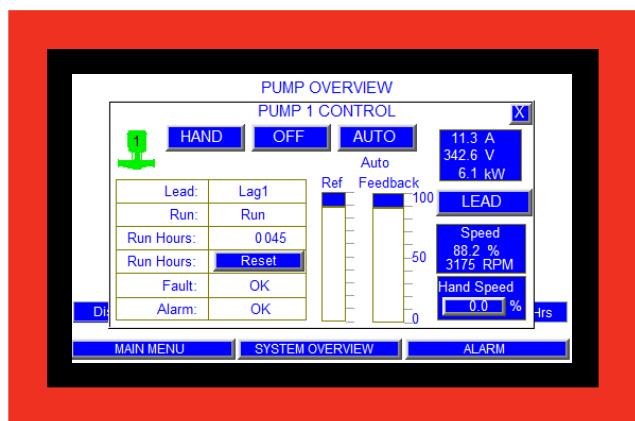 PUMP OVERVIEW
PUMP 1 CONTROL
X
1
HAND OFF AUTO
11.3 A
342.6 V
6.1 kW
Auto
Ref Feedback
100
50
0
LEAD
Lead: Lag1
Run: Run
Run Hours: 0045
Run Hours: Reset
Fault: OK
Alarm: OK
Speed
88.2 %
3175 RPM
Hand Speed
0.0 %
Hrs
MAIN MENU SYSTEM OVERVIEW ALARM